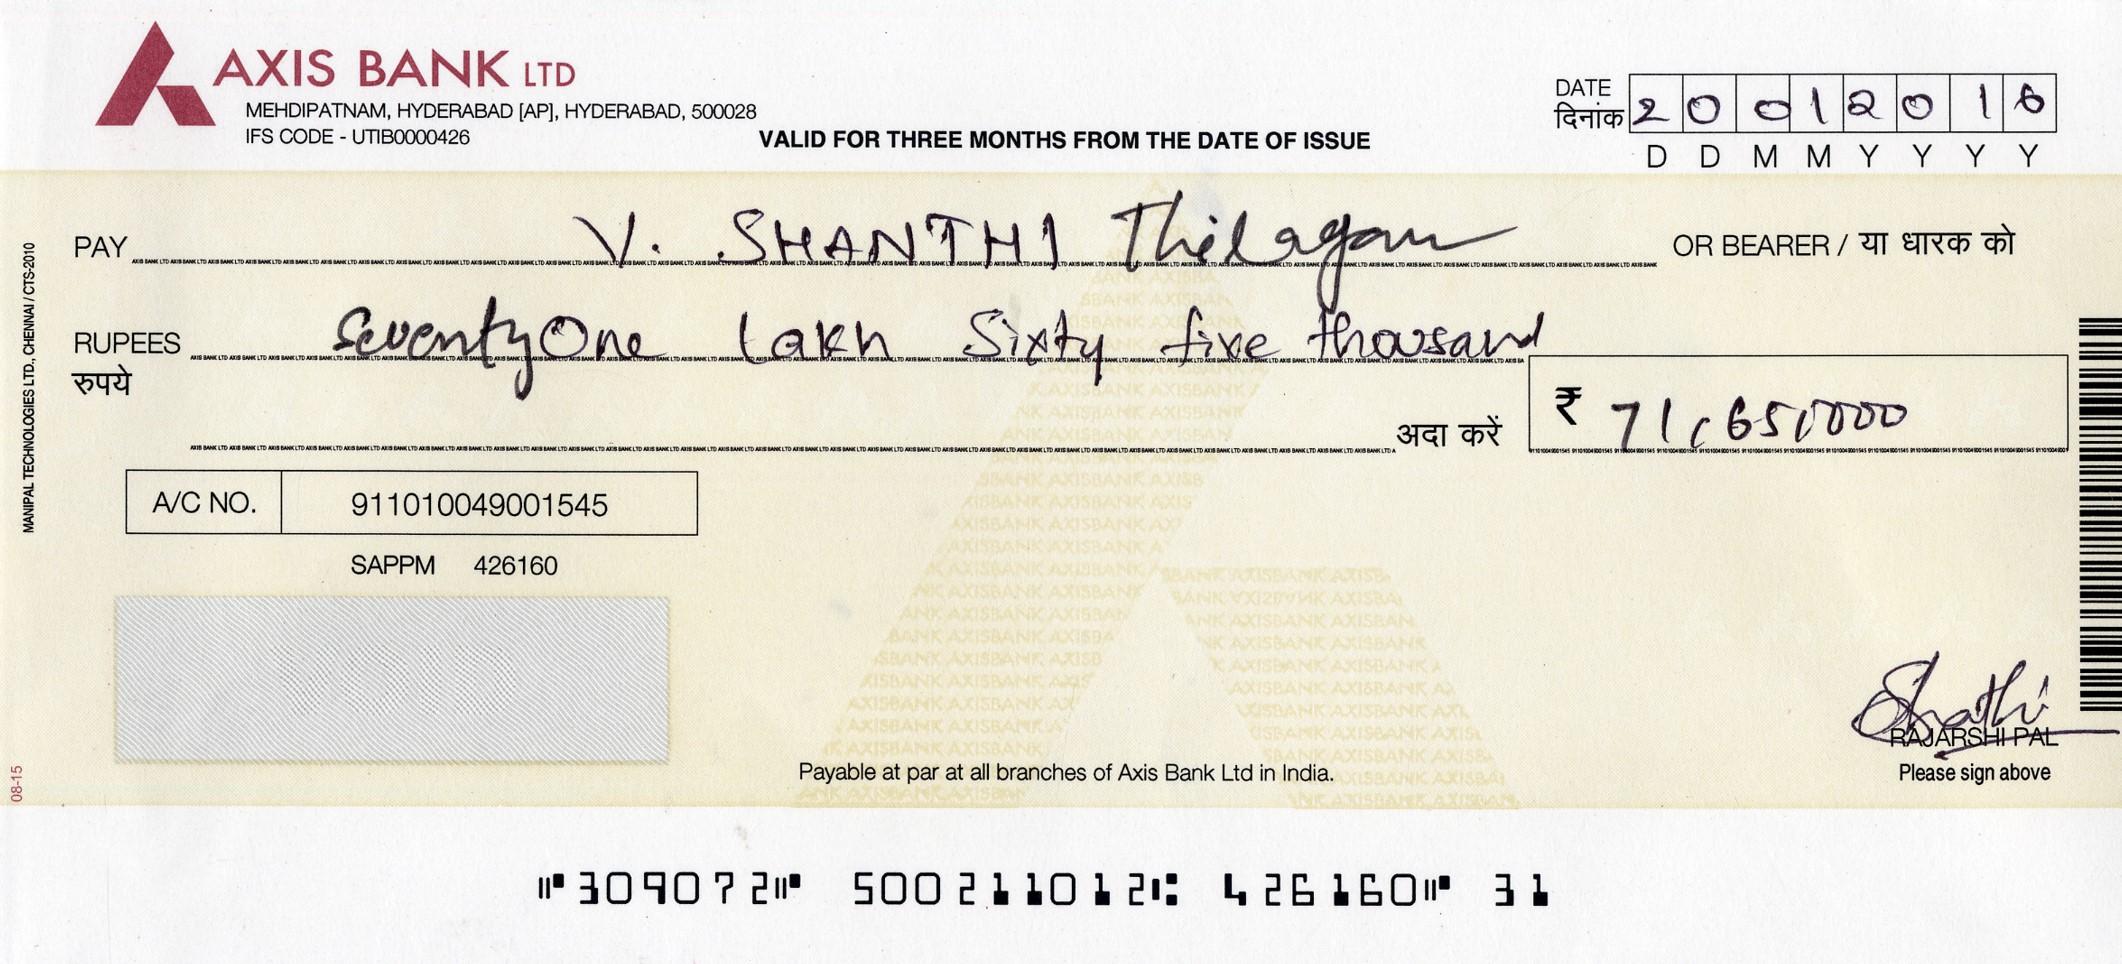 AXIS BANK LTD
MEHDIPATNAM, HYDERABAD [AP], HYDERABAD, 500028
IFS CODE - UTIB0000426
VALID FOR THREE MONTHS FROM THE DATE OF ISSUE
DATE
दिनांक 2 0 0 1 2 0 1 6
D D M M Y Y Y Y
PAY V. SHANTHI Thilagam OR BEARER / या धारक को
RUPEES SeventyOne Lakh Sixty five thousand
रुपये
अदा करें ₹ 71,65,000
A/C NO. 911010049001545
SAPPM 426160
VOID
RAJARSHI PAL
Payable at par at all branches of Axis Bank Ltd in India.
Please sign above
MANIPAL TECHNOLOGIES LTD., CHENNAI / CTS-2010
08-15
⑈309072⑈ 500211012⑆ 426160⑈ 31